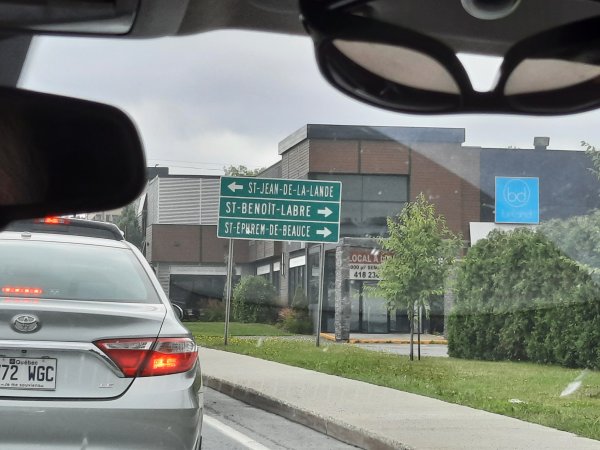 ST-JEAN-DE-LA-LANDE
ST-BENOÎT-LABRE
ST-ÉPHREM-DE-BEAUCE
bd
LOCAL À
418
Québec
72 WGC
Je me souviens